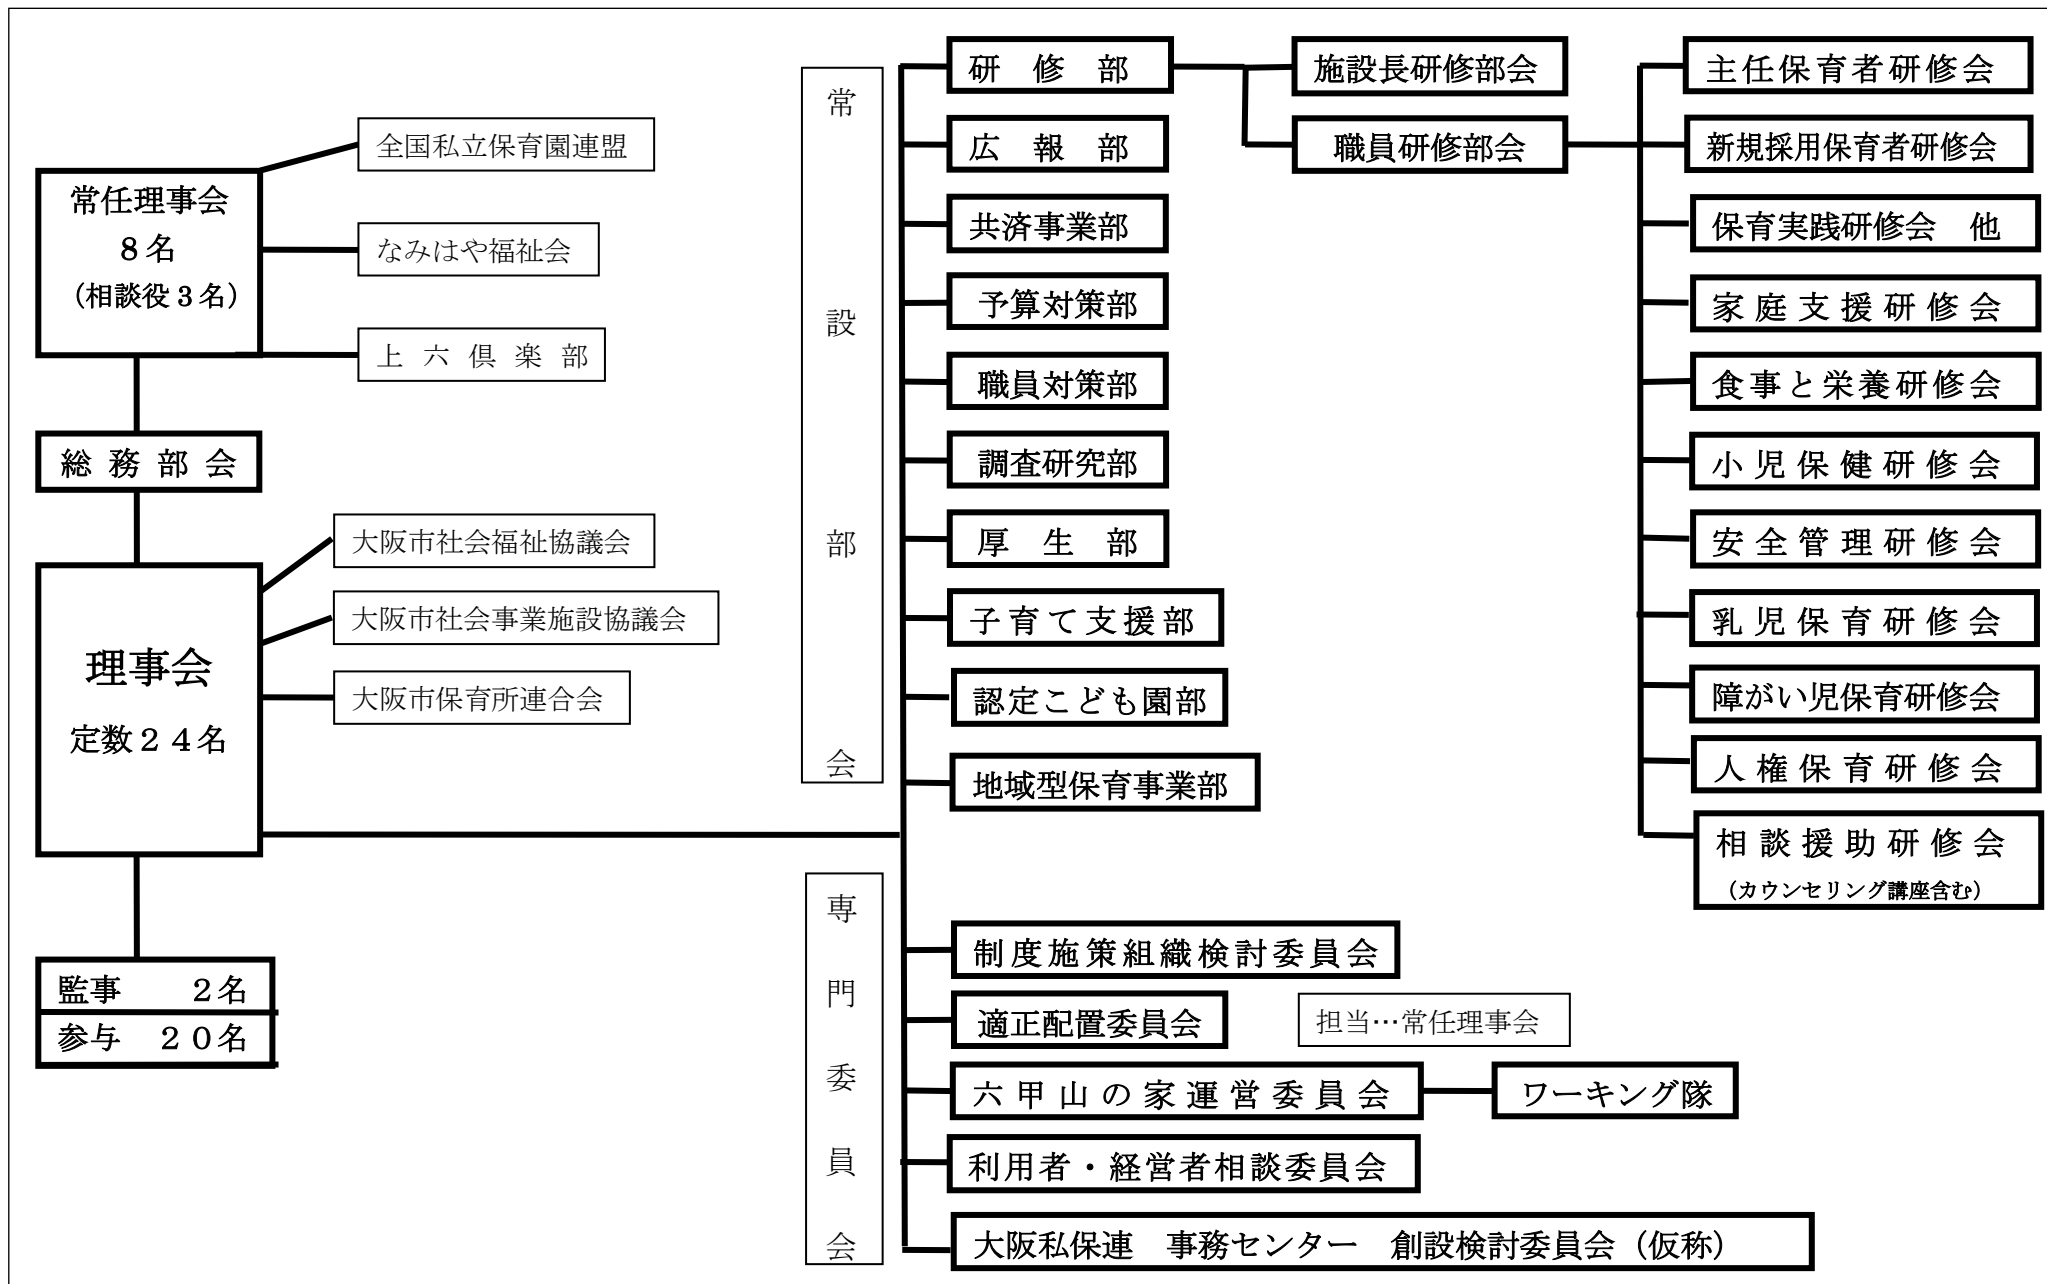 常任理事会
８名
（相談役３名）
全国私立保育園連盟
なみはや福祉会
上六倶楽部
総務部会
理事会
定数２４名
大阪市社会福祉協議会
大阪市社会事業施設協議会
大阪市保育所連合会
監事　２名
参与　２０名
常設部会
研修部
広報部
共済事業部
予算対策部
職員対策部
調査研究部
厚生部
子育て支援部
認定こども園部
地域型保育事業部
施設長研修部会
職員研修部会
主任保育者研修会
新規採用保育者研修会
保育実践研修会　他
家庭支援研修会
食事と栄養研修会
小児保健研修会
安全管理研修会
乳児保育研修会
障がい児保育研修会
人権保育研修会
相談援助研修会
（カウンセリング講座含む）
専門委員会
制度施策組織検討委員会
適正配置委員会
担当…常任理事会
六甲山の家運営委員会
ワーキング隊
利用者・経営者相談委員会
大阪私保連　事務センター　創設検討委員会（仮称）